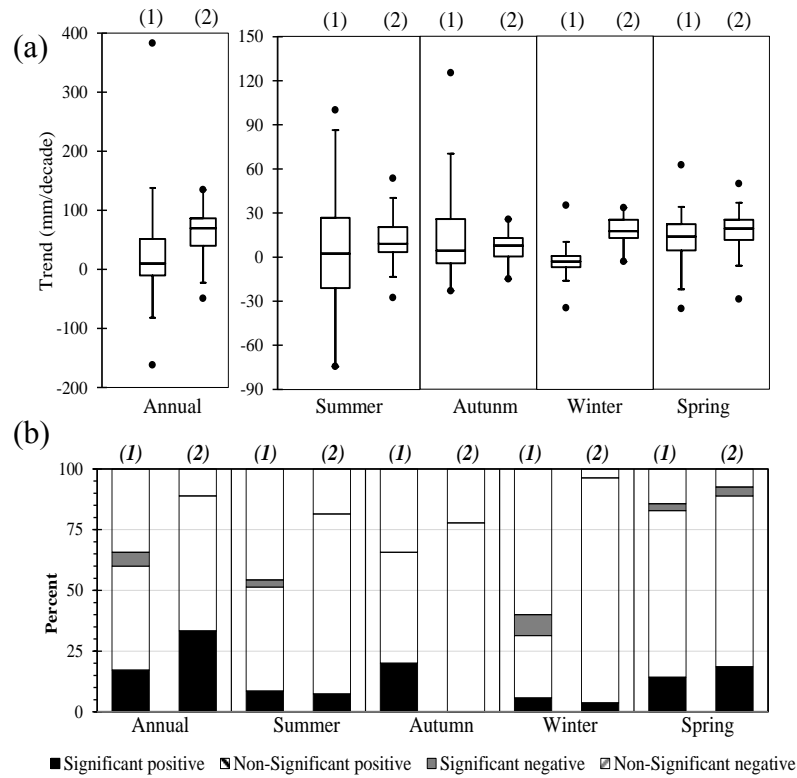 (1) (2) (1) (2) (1) (2) (1) (2) (1) (2)
(a)
Trend (mm/decade)
400
300
200
100
0
-100
-200
150
120
90
60
30
0
-30
-60
-90
Annual Summer Autunm Winter Spring
(b)
(1) (2) (1) (2) (1) (2) (1) (2) (1) (2)
Percent
100
75
50
25
0
Annual Summer Autumn Winter Spring
Significant positive Non-Significant positive Significant negative Non-Significant negative